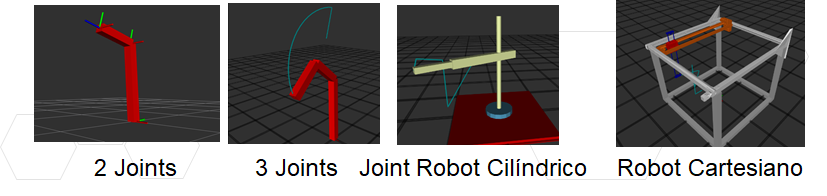 2 Joints
3 Joints
Joint Robot Cilíndrico
Robot Cartesiano